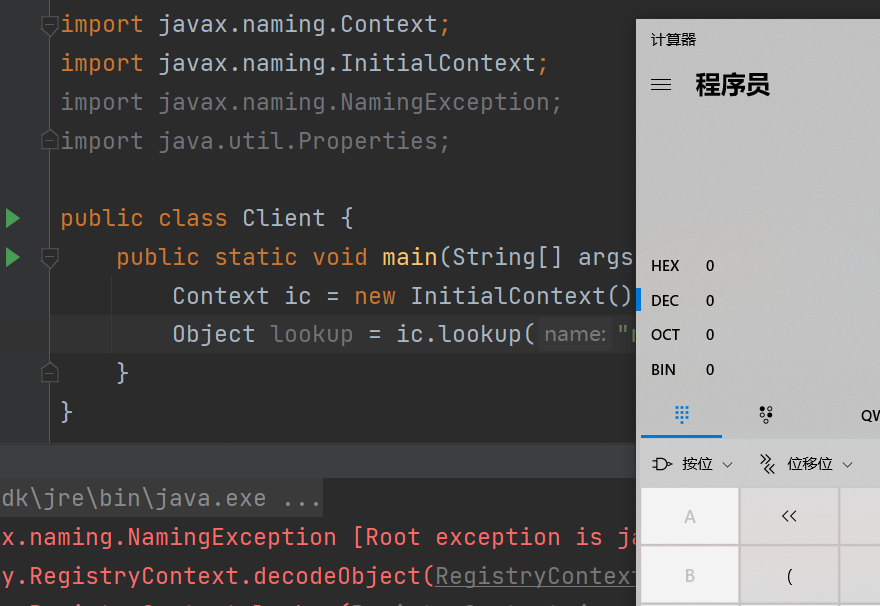 import javax.naming.Context;
import javax.naming.InitialContext;
import javax.naming.NamingException;
import java.util.Properties;
public class Client {
public static void main(String[] args
Context ic = new InitialContext()
Object lookup = ic.lookup( name: "r
}
}
dk\jre\bin\java.exe ...
x.naming.NamingException [Root exception is ja
y.RegistryContext.decodeObject(RegistryContext
计算器
程序员
HEX 0
DEC 0
OCT 0
BIN 0
QW
按位 位移位
A <<
B (